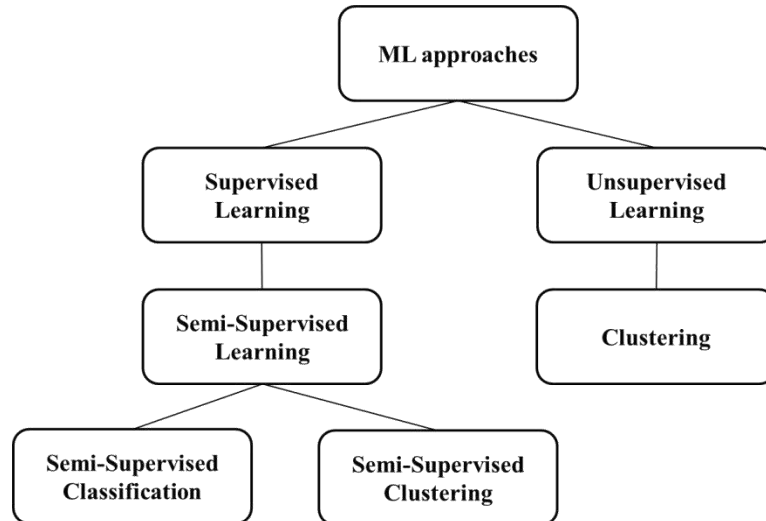 ML approaches
Supervised
Learning
Unsupervised
Learning
Semi-Supervised
Learning
Clustering
Semi-Supervised
Classification
Semi-Supervised
Clustering